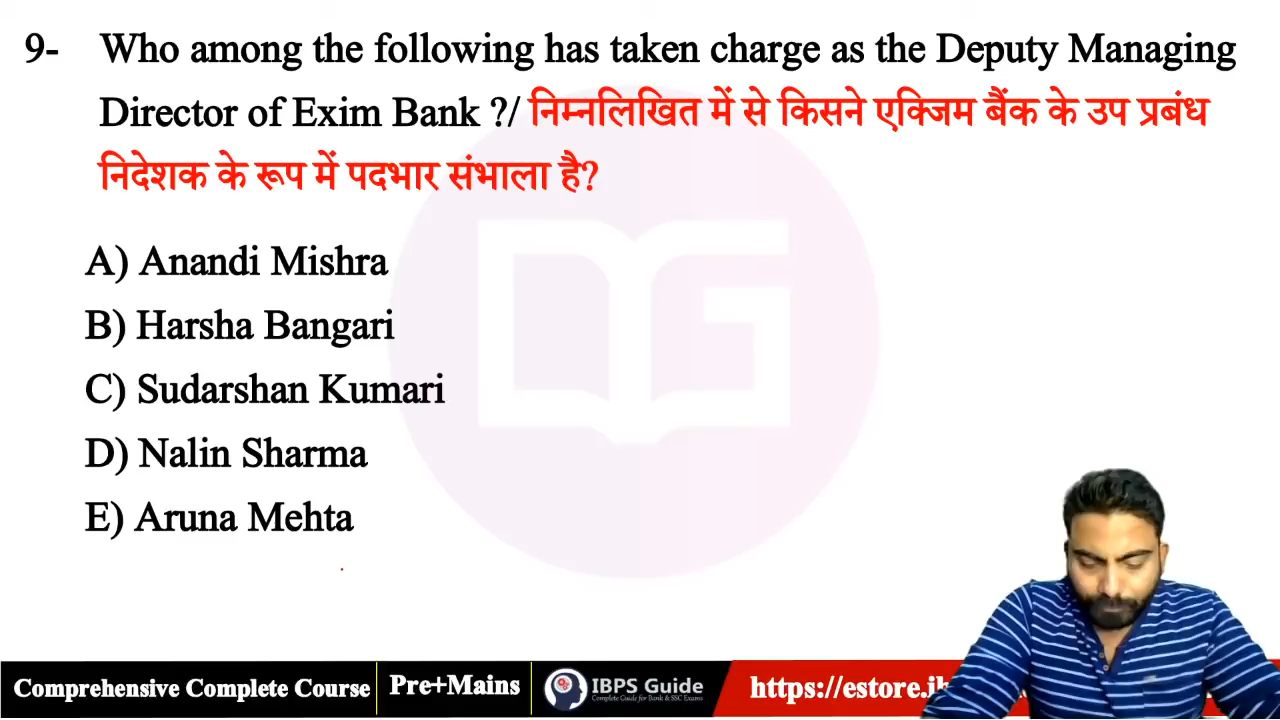 9- Who among the following has taken charge as the Deputy Managing
Director of Exim Bank ?/ निम्नलिखित में से किसने एक्जिम बैंक के उप प्रबंध
निदेशक के रूप में पदभार संभाला है?
A) Anandi Mishra
B) Harsha Bangari
C) Sudarshan Kumari
D) Nalin Sharma
E) Aruna Mehta
Comprehensive Complete Course
Pre+Mains
IBPS Guide
Complete Guide for Bank & SSC Exams
https://estore.